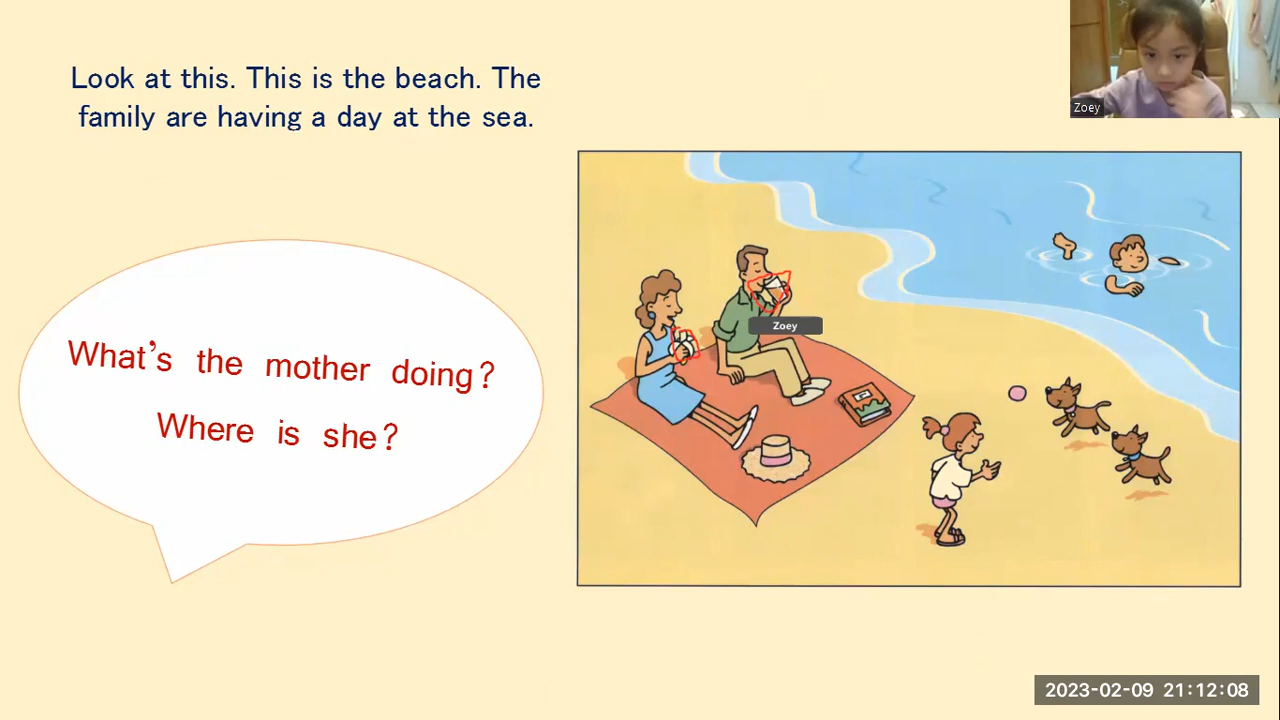 Look at this. This is the beach. The
family are having a day at the sea.
Zoey
What's the mother doing?
Where is she?
Zoey
2023-02-09 21:12:08